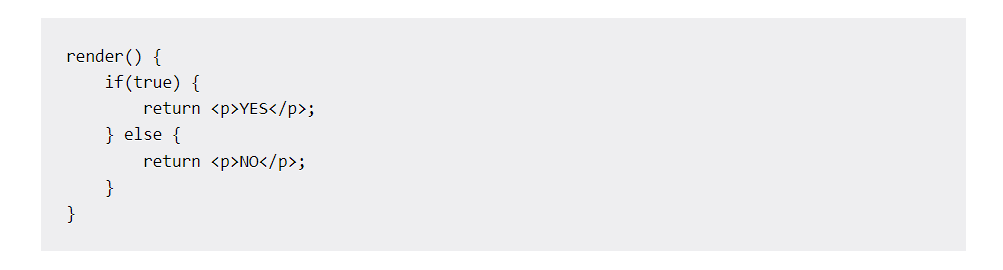 render() {
    if(true) {
        return <p>YES</p>;
    } else {
        return <p>NO</p>;
    }
}